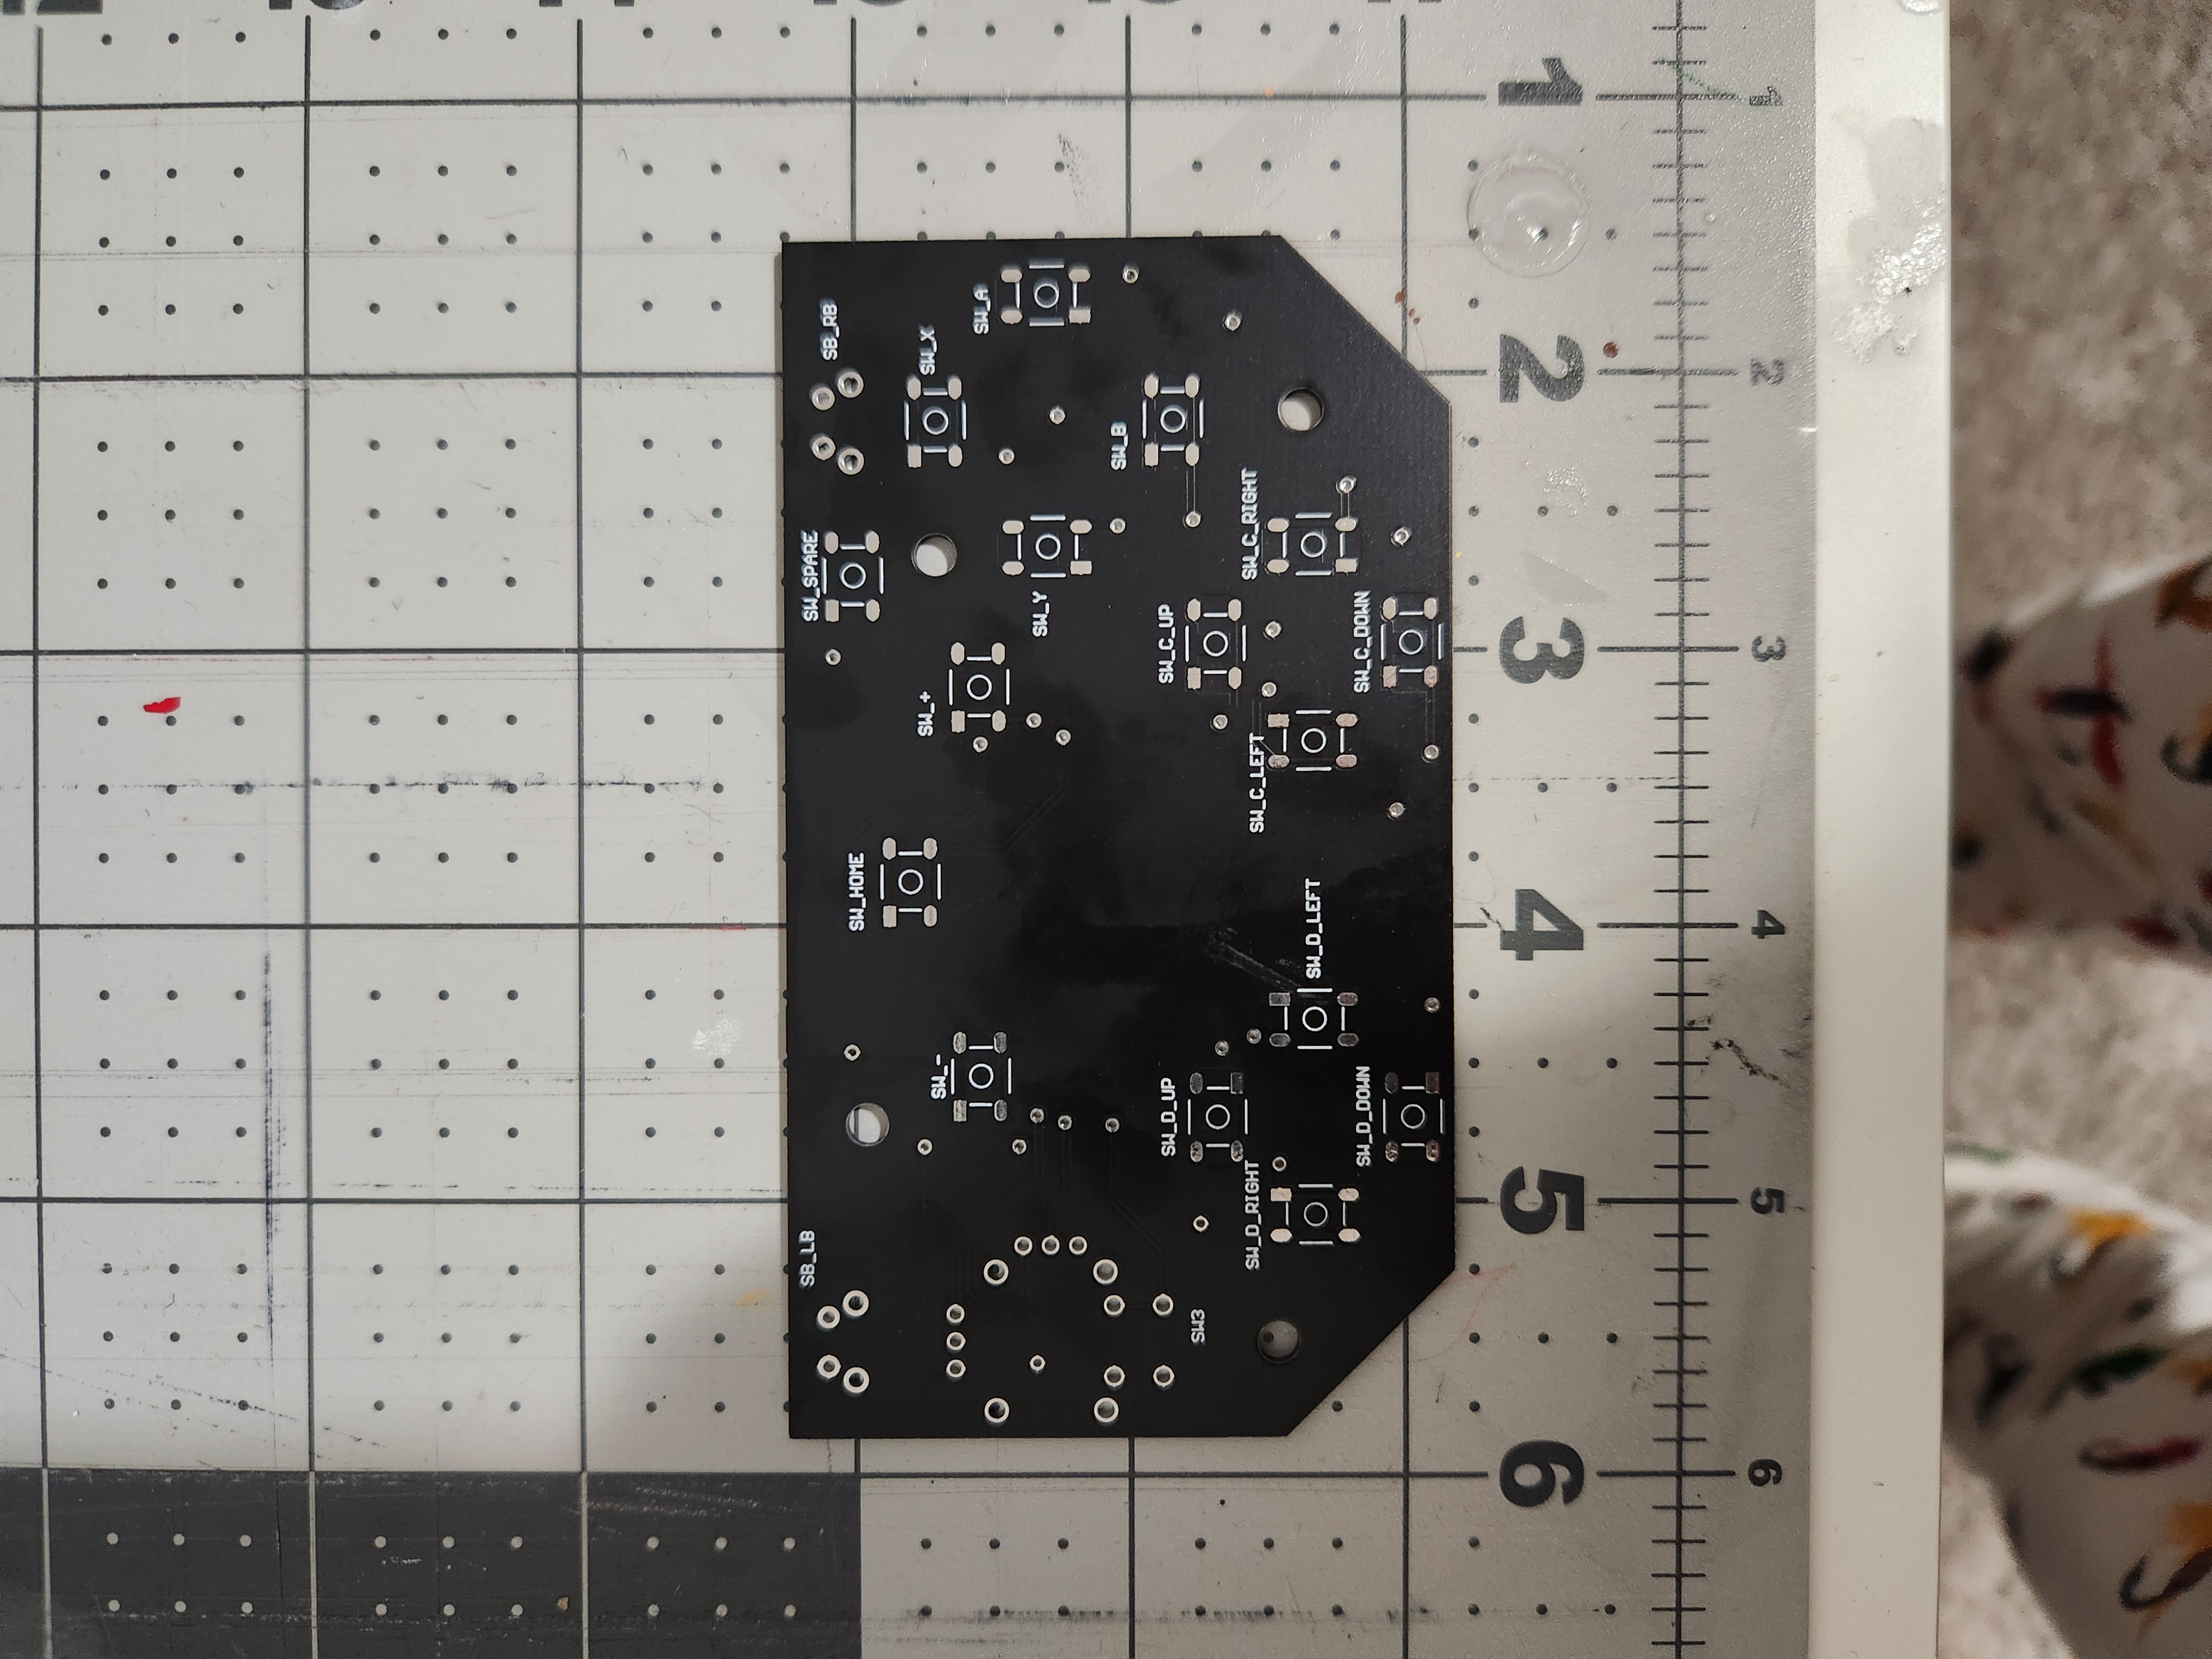 SB_LB
SW_SPARE
SB_RB
SW_HOME
SW_-
SW_+
SW_X
SW_A
SW_Y
SW_B
SW_D_UP
SW_C_UP
SW3
SW_D_RIGHT
SW_C_LEFT
SW_C_RIGHT
SW_D_LEFT
SW_D_DOWN
SW_C_DOWN
6 5 4 3 2 1
6 5 4 3 2 1